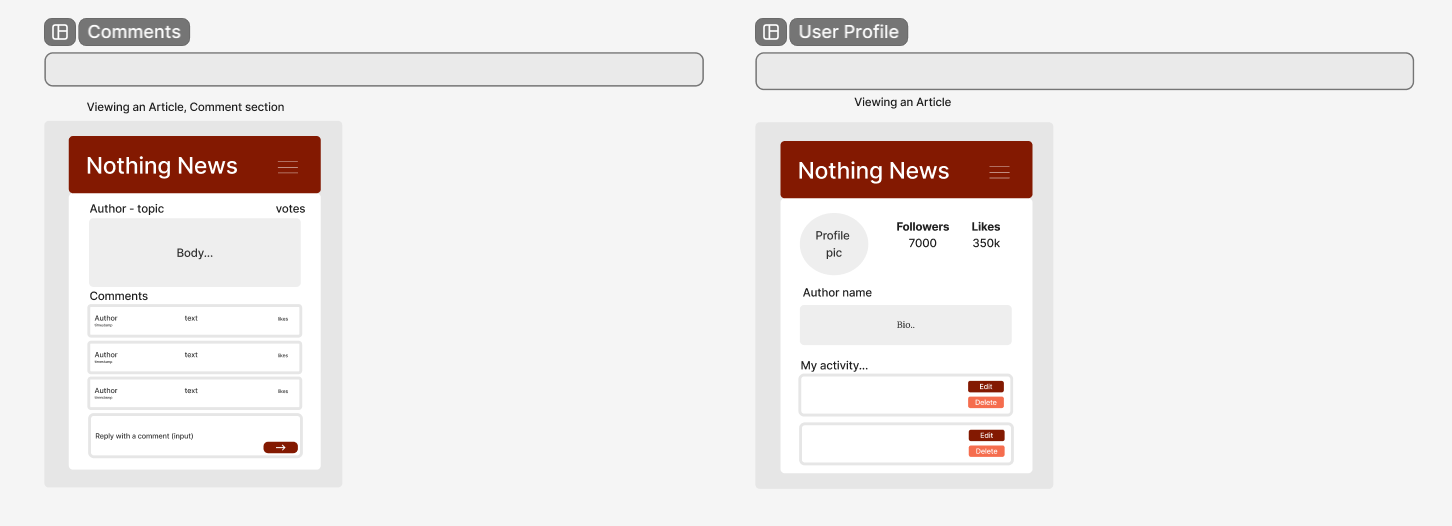 Comments
Viewing an Article, Comment section
Nothing News
Author - topic
votes
Body...
Comments
Author
text
likes
timestamp
Author
text
likes
timestamp
Author
text
likes
timestamp
Reply with a comment (input)
→
User Profile
Viewing an Article
Nothing News
Profile
pic
Followers
Likes
7000
350k
Author name
Bio..
My activity...
Edit
Delete
Edit
Delete